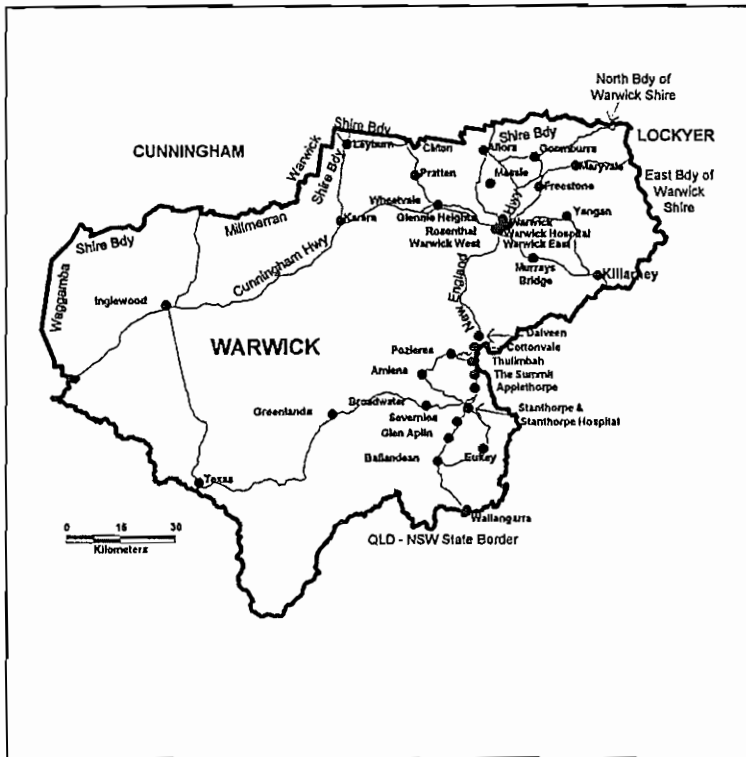 North Bdy of
Warwick Shire
CUNNINGHAM
LOCKYER
Shire Bdy
Shire Bdy
Warwick
Shire Bdy
Leyburn
Clifton
Allora
Goomburra
Maryvale
East Bdy of
Warwick
Shire
Pratten
Massie
Freestone
Hwy
Wheatvale
Glennie Heights
Rosenthal
Warwick West
Warwick
Warwick Hospital
Warwick East
Yangan
Shire Bdy
Millmerran
Karara
Waggamba
Cunningham Hwy
Murrays
Bridge
Killarney
Inglewood
New England
WARWICK
Dalveen
Cottonvale
Pozieres
Thulimbah
Amiens
The Summit
Applethorpe
Greenlands
Broadwater
Severnlea
Stanthorpe &
Stanthorpe Hospital
Glen Aplin
Ballandean
Eukey
Texas
Wallangarra
0 15 30
Kilometers
QLD - NSW State Border